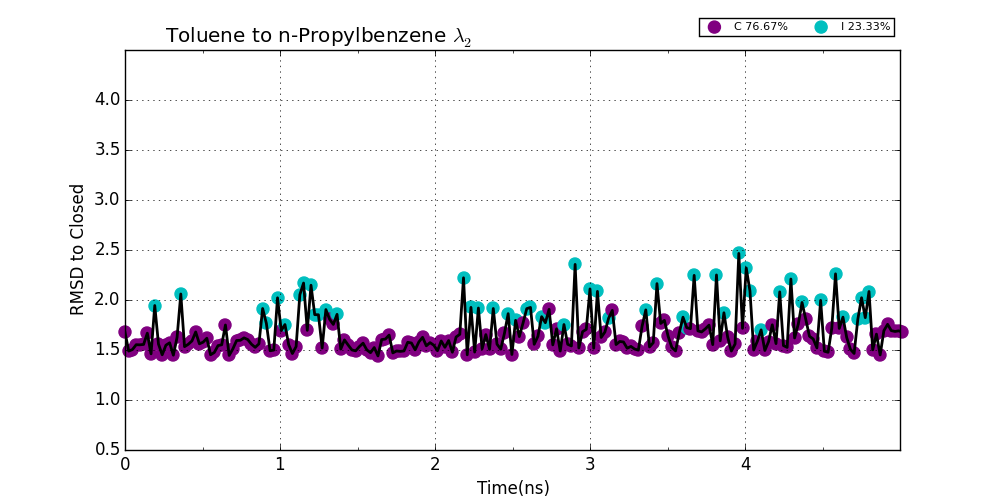 Toluene to n-Propylbenzene λ₂
C 76.67% I 23.33%
RMSD to Closed
4.0
3.5
3.0
2.5
2.0
1.5
1.0
0.5
0 1 2 3 4
Time(ns)